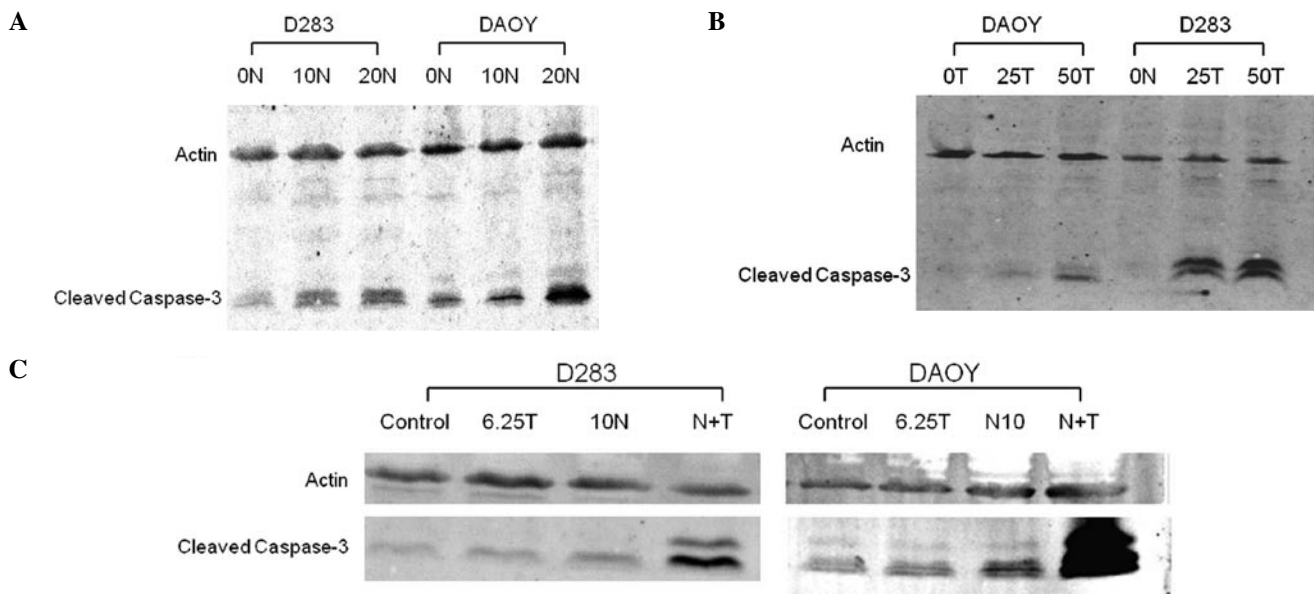 A
D283 DAOY
0N 10N 20N 0N 10N 20N
Actin
Cleaved Caspase-3
B
DAOY D283
0T 25T 50T 0N 25T 50T
Actin
Cleaved Caspase-3
C
D283 DAOY
Control 6.25T 10N N+T Control 6.25T N10 N+T
Actin
Cleaved Caspase-3